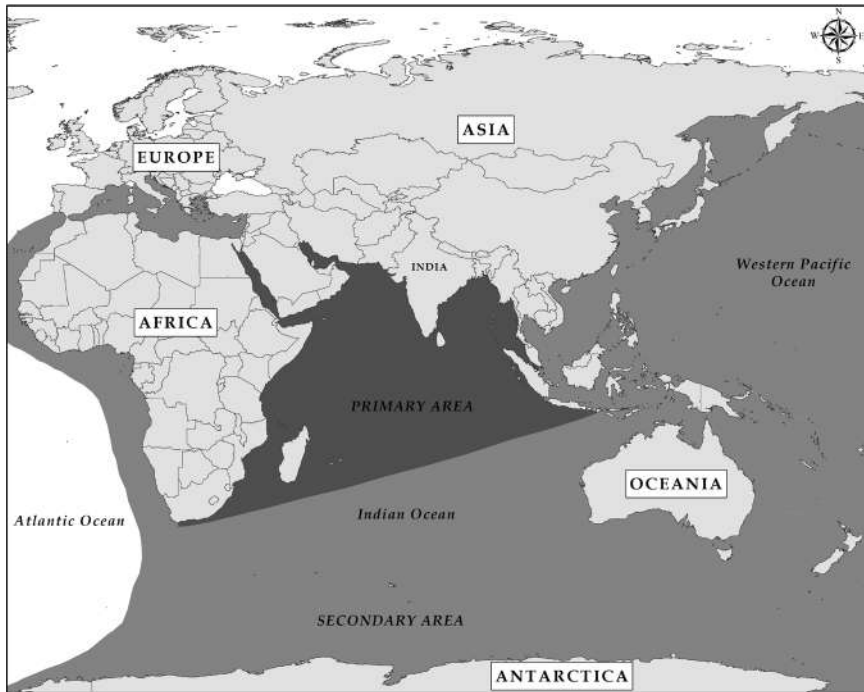 N
W E
S
ASIA
EUROPE
INDIA
Western Pacific
Ocean
AFRICA
PRIMARY AREA
OCEANIA
Atlantic Ocean
Indian Ocean
SECONDARY AREA
ANTARCTICA